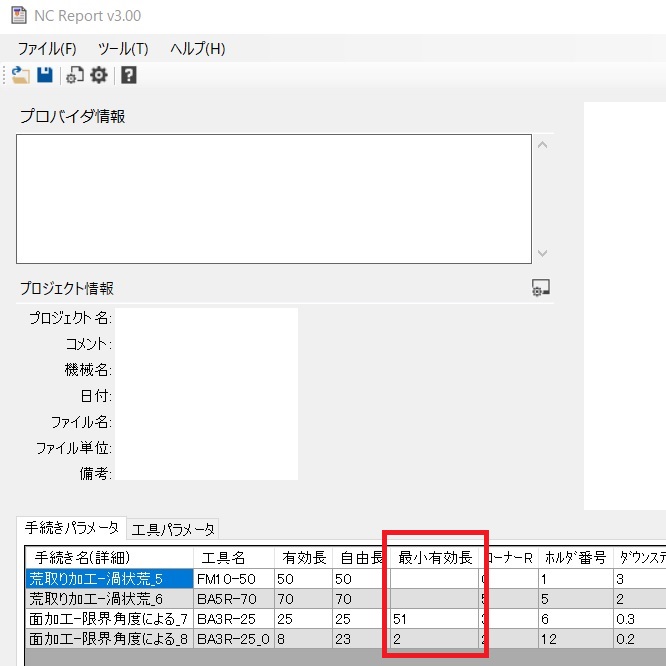 NC Report v3.00
ファイル(F) ツール(T) ヘルプ(H)
プロバイダ情報
プロジェクト情報
プロジェクト名:
コメント:
機械名:
日付:
ファイル名:
ファイル単位:
備考:
手続きパラメータ 工具パラメータ
手続き名(詳細) 工具名 有効長 自由長 最小有効長 コーナーR ホルダ番号 ダウンステ
荒取り加工-渦状荒_5 FM10-50 50 50 1 3
荒取り加工-渦状荒_6 BA5R-70 70 70 5 2
面加工-限界角度による_7 BA3R-25 25 25 51 6 0.3
面加工-限界角度による_8 BA3R-25_0 8 23 2 12 0.2